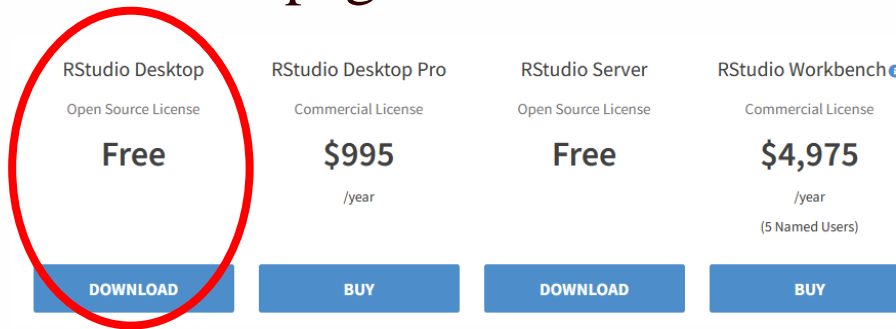 RStudio Desktop
Open Source License
Free
DOWNLOAD
RStudio Desktop Pro
Commercial License
$995
/year
BUY
RStudio Server
Open Source License
Free
DOWNLOAD
RStudio Workbench
Commercial License
$4,975
/year
(5 Named Users)
BUY